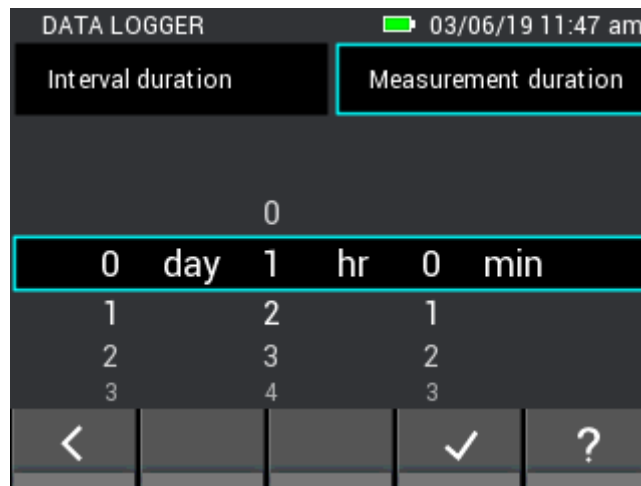 DATA LOGGER 03/06/19 11:47 am
Interval duration Measurement duration
0
0 day 1 hr 0 min
1 2 1
2 3 2
3 4 3
?